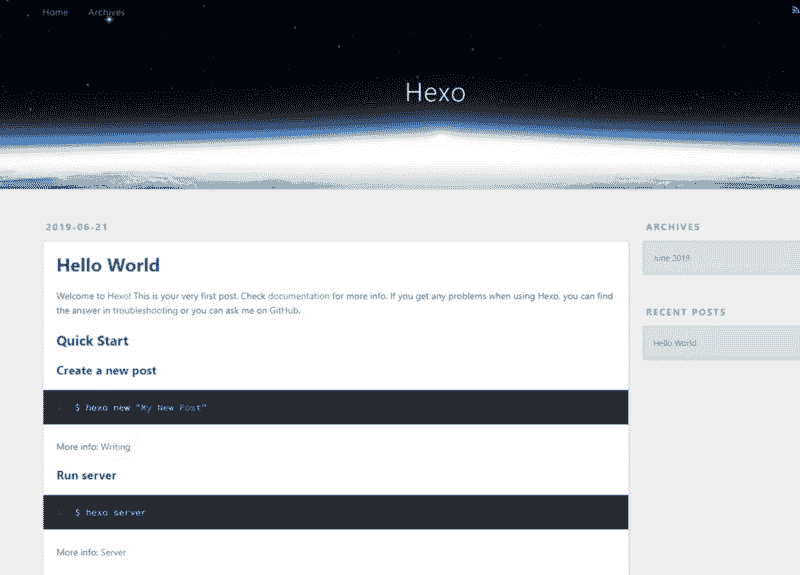 Home Archives
Hexo
2019-06-21
Hello World
Welcome to Hexo! This is your very first post. Check documentation for more info. If you get any problems when using Hexo, you can find
the answer in troubleshooting or you can ask me on GitHub.
Quick Start
Create a new post
1 $ hexo new "My New Post"
More info: Writing
Run server
1 $ hexo server
More info: Server
ARCHIVES
June 2019
RECENT POSTS
Hello World